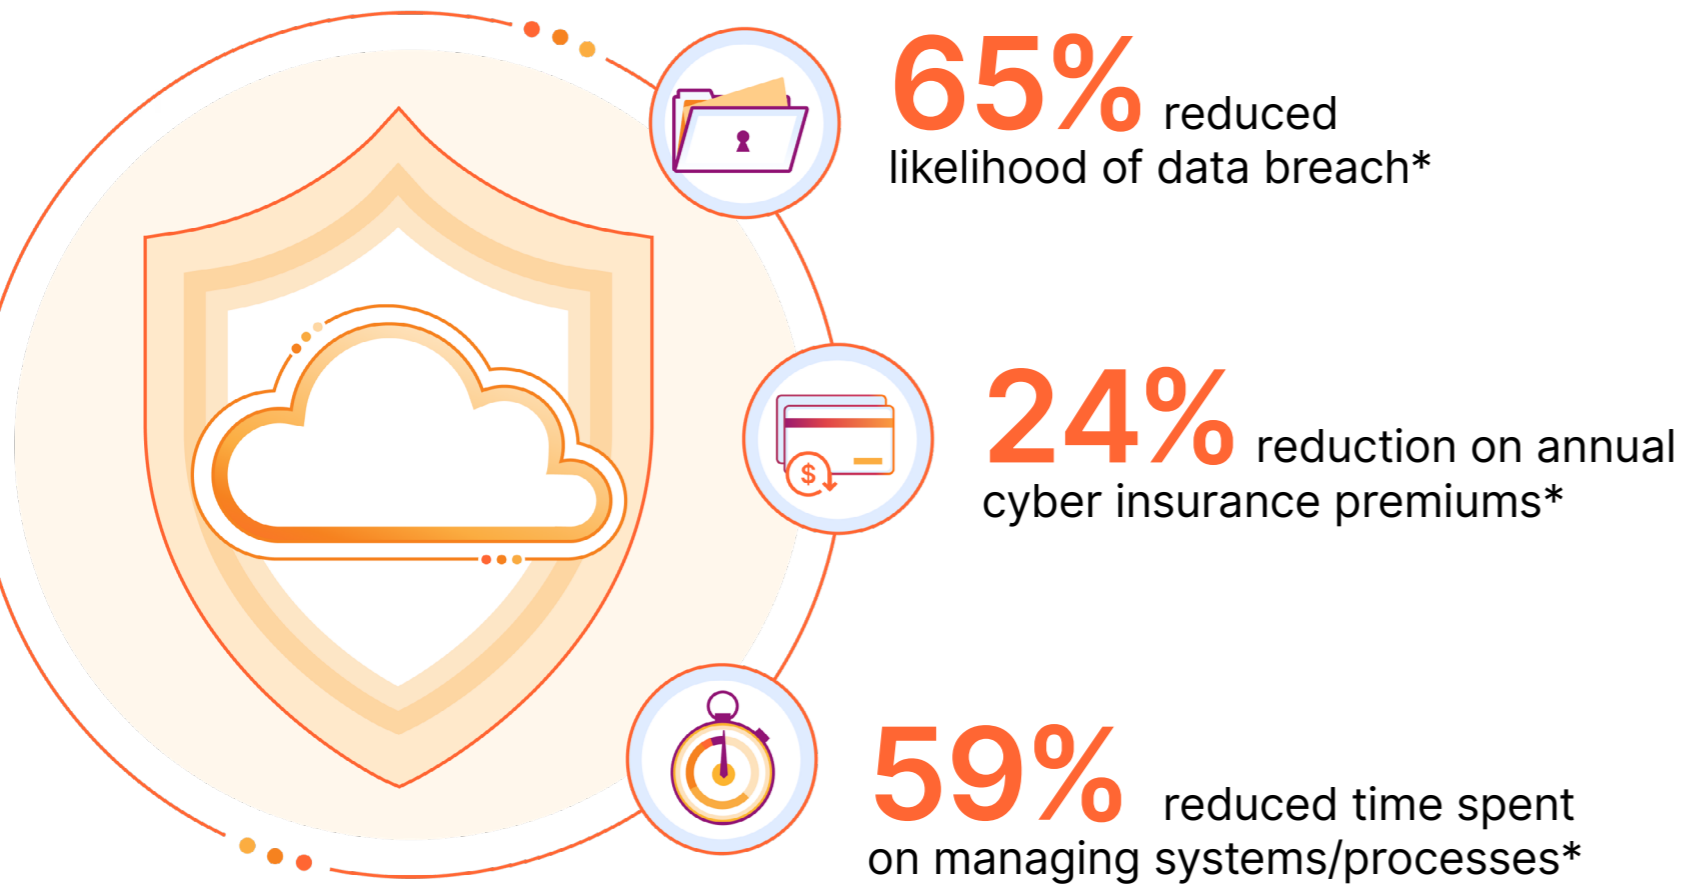 65% reduced
likelihood of data breach*
$
24% reduction on annual
cyber insurance premiums*
59% reduced time spent
on managing systems/processes*